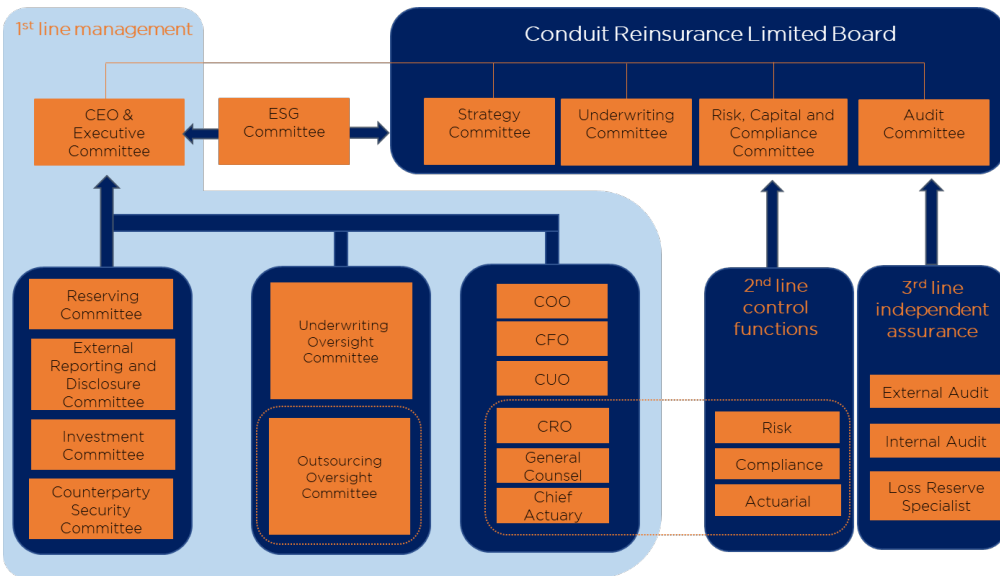 1st line management
Conduit Reinsurance Limited Board
CEO &
Executive
Committee
ESG
Committee
Strategy
Committee
Underwriting
Committee
Risk, Capital and
Compliance
Committee
Audit
Committee
Reserving
Committee
External
Reporting and
Disclosure
Committee
Investment
Committee
Counterparty
Security
Committee
Underwriting
Oversight
Committee
Outsourcing
Oversight
Committee
COO
CFO
CUO
CRO
General
Counsel
Chief
Actuary
2nd line
control
functions
Risk
Compliance
Actuarial
3rd line
independent
assurance
External Audit
Internal Audit
Loss Reserve
Specialist